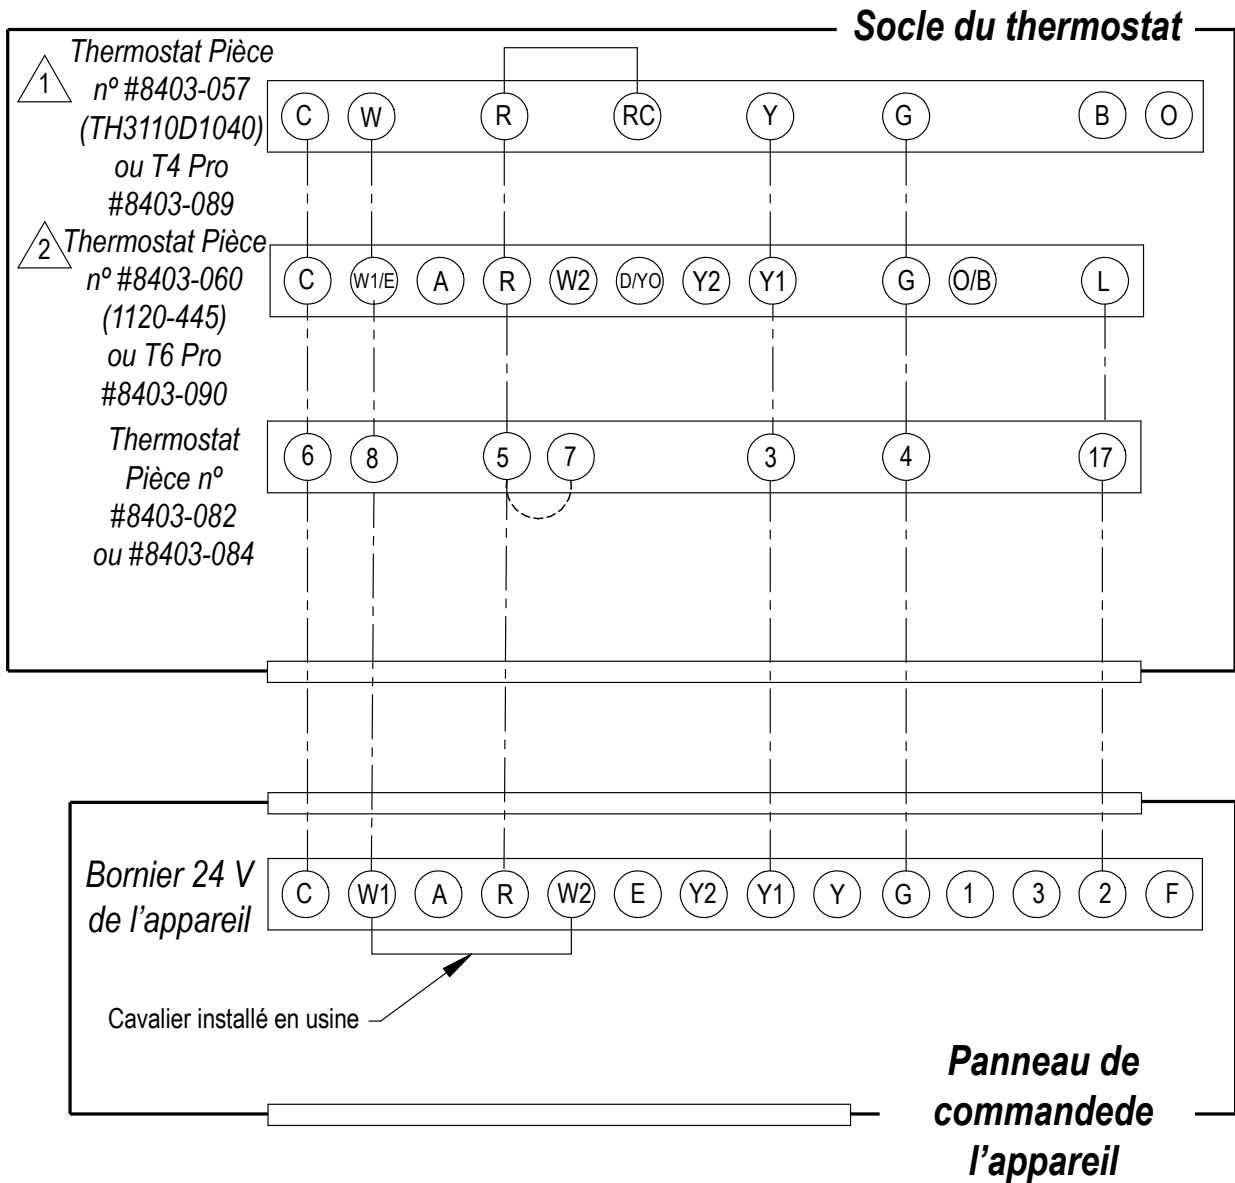 Socle du thermostat
1
Thermostat Pièce
nº #8403-057
(TH3110D1040)
ou T4 Pro
#8403-089
C W R RC Y G B O
2
Thermostat Pièce
nº #8403-060
(1120-445)
ou T6 Pro
#8403-090
C W1/E A R W2 D/YO Y2 Y1 G O/B L
Thermostat
Pièce nº
#8403-082
ou #8403-084
6 8 5 7 3 4 17
Bornier 24 V
de l’appareil
C W1 A R W2 E Y2 Y1 Y G 1 3 2 F
Cavalier installé en usine
Panneau de
commandede
l’appareil